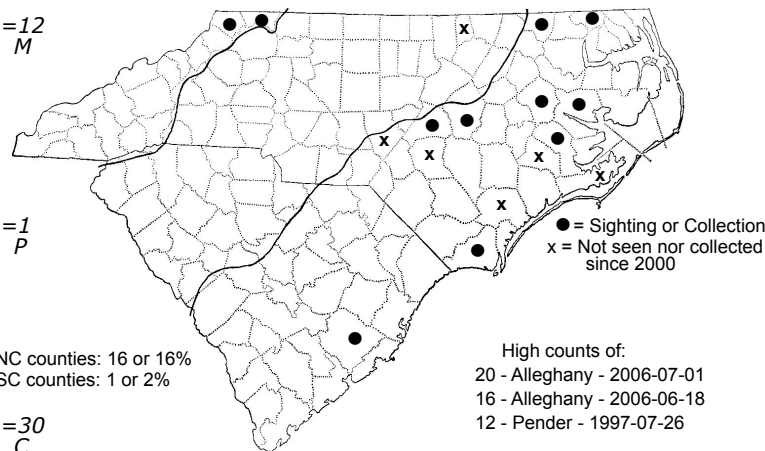 =12
M
=1
P
=30
C
x
x
x
x
x
x
● = Sighting or Collection
x = Not seen nor collected
since 2000
NC counties: 16 or 16%
SC counties: 1 or 2%
High counts of:
20 - Alleghany - 2006-07-01
16 - Alleghany - 2006-06-18
12 - Pender - 1997-07-26